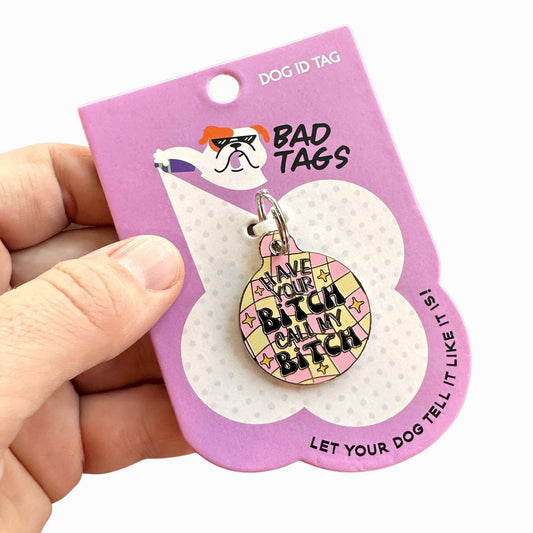 DOG ID TAG
BAD
TAGS
HAVE
YOUR
BITCH
CALL MY
BITCH
LET YOUR DOG TELL IT LIKE IT IS!